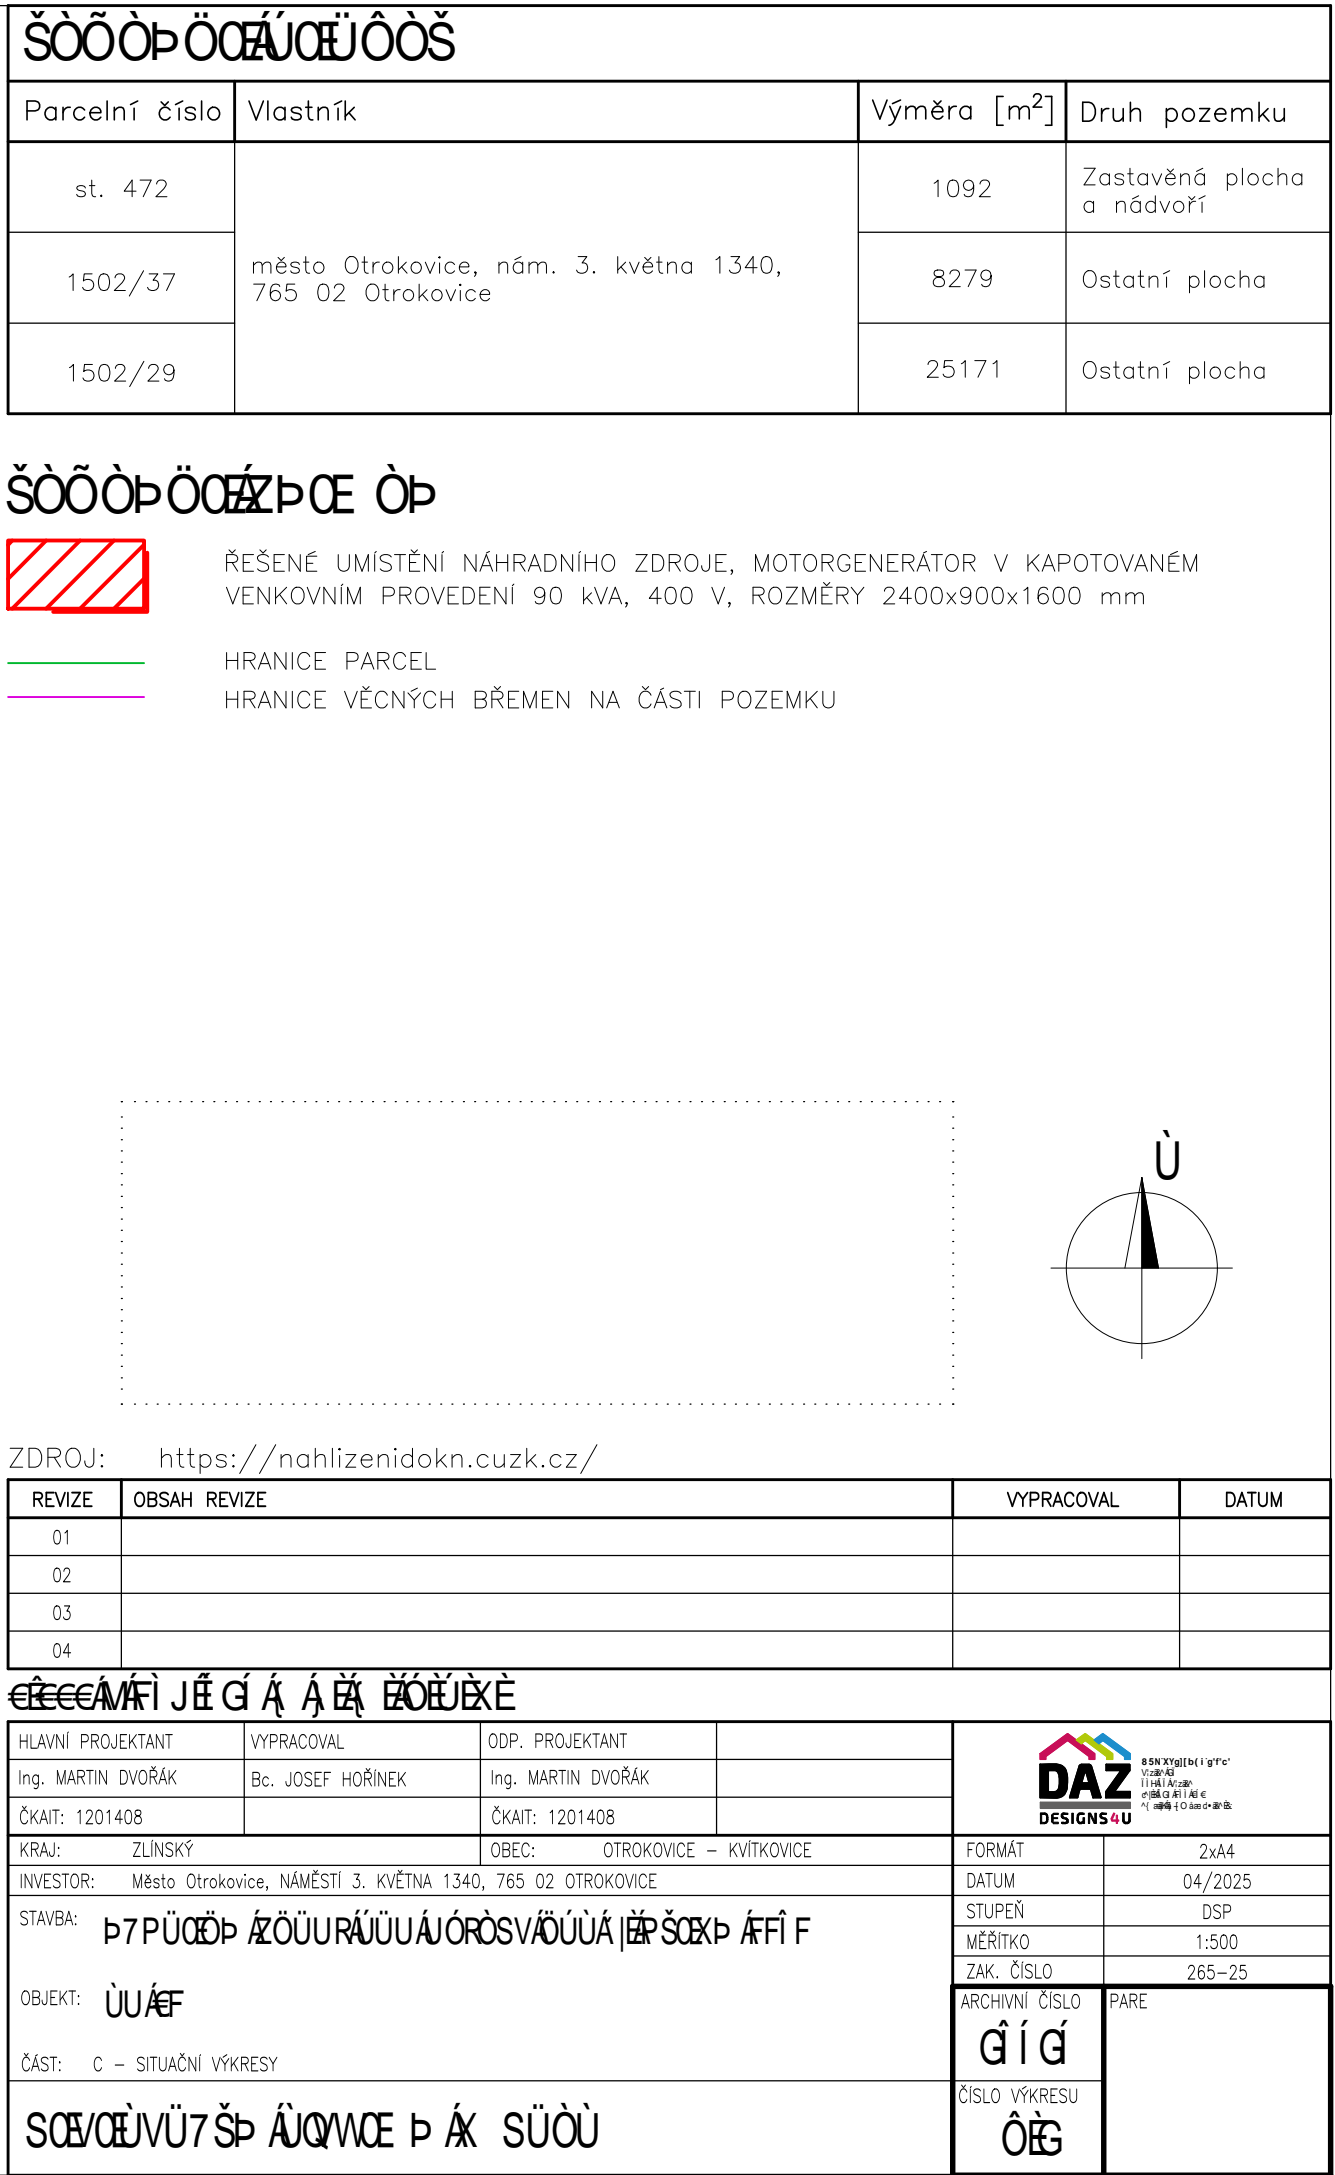 ŠÒÕÒÞÖŒÁÚŒÜÔÒŠ
Parcelní číslo Vlastník Výměra [m²] Druh pozemku
st. 472 1092 Zastavěná plocha
a nádvoří
1502/37 město Otrokovice, nám. 3. května 1340,
765 02 Otrokovice 8279 Ostatní plocha
1502/29 25171 Ostatní plocha
ŘEŠENÉ UMÍSTĚNÍ NÁHRADNÍHO ZDROJE, MOTORGENERÁTOR V KAPOTOVANÉM
VENKOVNÍM PROVEDENÍ 90 kVA, 400 V, ROZMĚRY 2400x900x1600 mm
HRANICE PARCEL
HRANICE VĚCNÝCH BŘEMEN NA ČÁSTI POZEMKU
Ù
ZDROJ: https://nahlizenidokn.cuzk.cz/
REVIZE OBSAH REVIZE VYPRACOVAL DATUM
01
02
03
04
HLAVNÍ PROJEKTANT VYPRACOVAL ODP. PROJEKTANT
Ing. MARTIN DVOŘÁK Bc. JOSEF HOŘÍNEK Ing. MARTIN DVOŘÁK
ČKAIT: 1201408 ČKAIT: 1201408
DAZ
DESIGNS4U
KRAJ: ZLÍNSKÝ OBEC: OTROKOVICE – KVÍTKOVICE
INVESTOR: Město Otrokovice, NÁMĚSTÍ 3. KVĚTNA 1340, 765 02 OTROKOVICE
STAVBA:
OBJEKT:
ČÁST: C – SITUAČNÍ VÝKRESY
FORMÁT 2xA4
DATUM 04/2025
STUPEŇ DSP
MĚŘÍTKO 1:500
ZAK. ČÍSLO 265–25
ARCHIVNÍ ČÍSLO PARE
ČÍSLO VÝKRESU